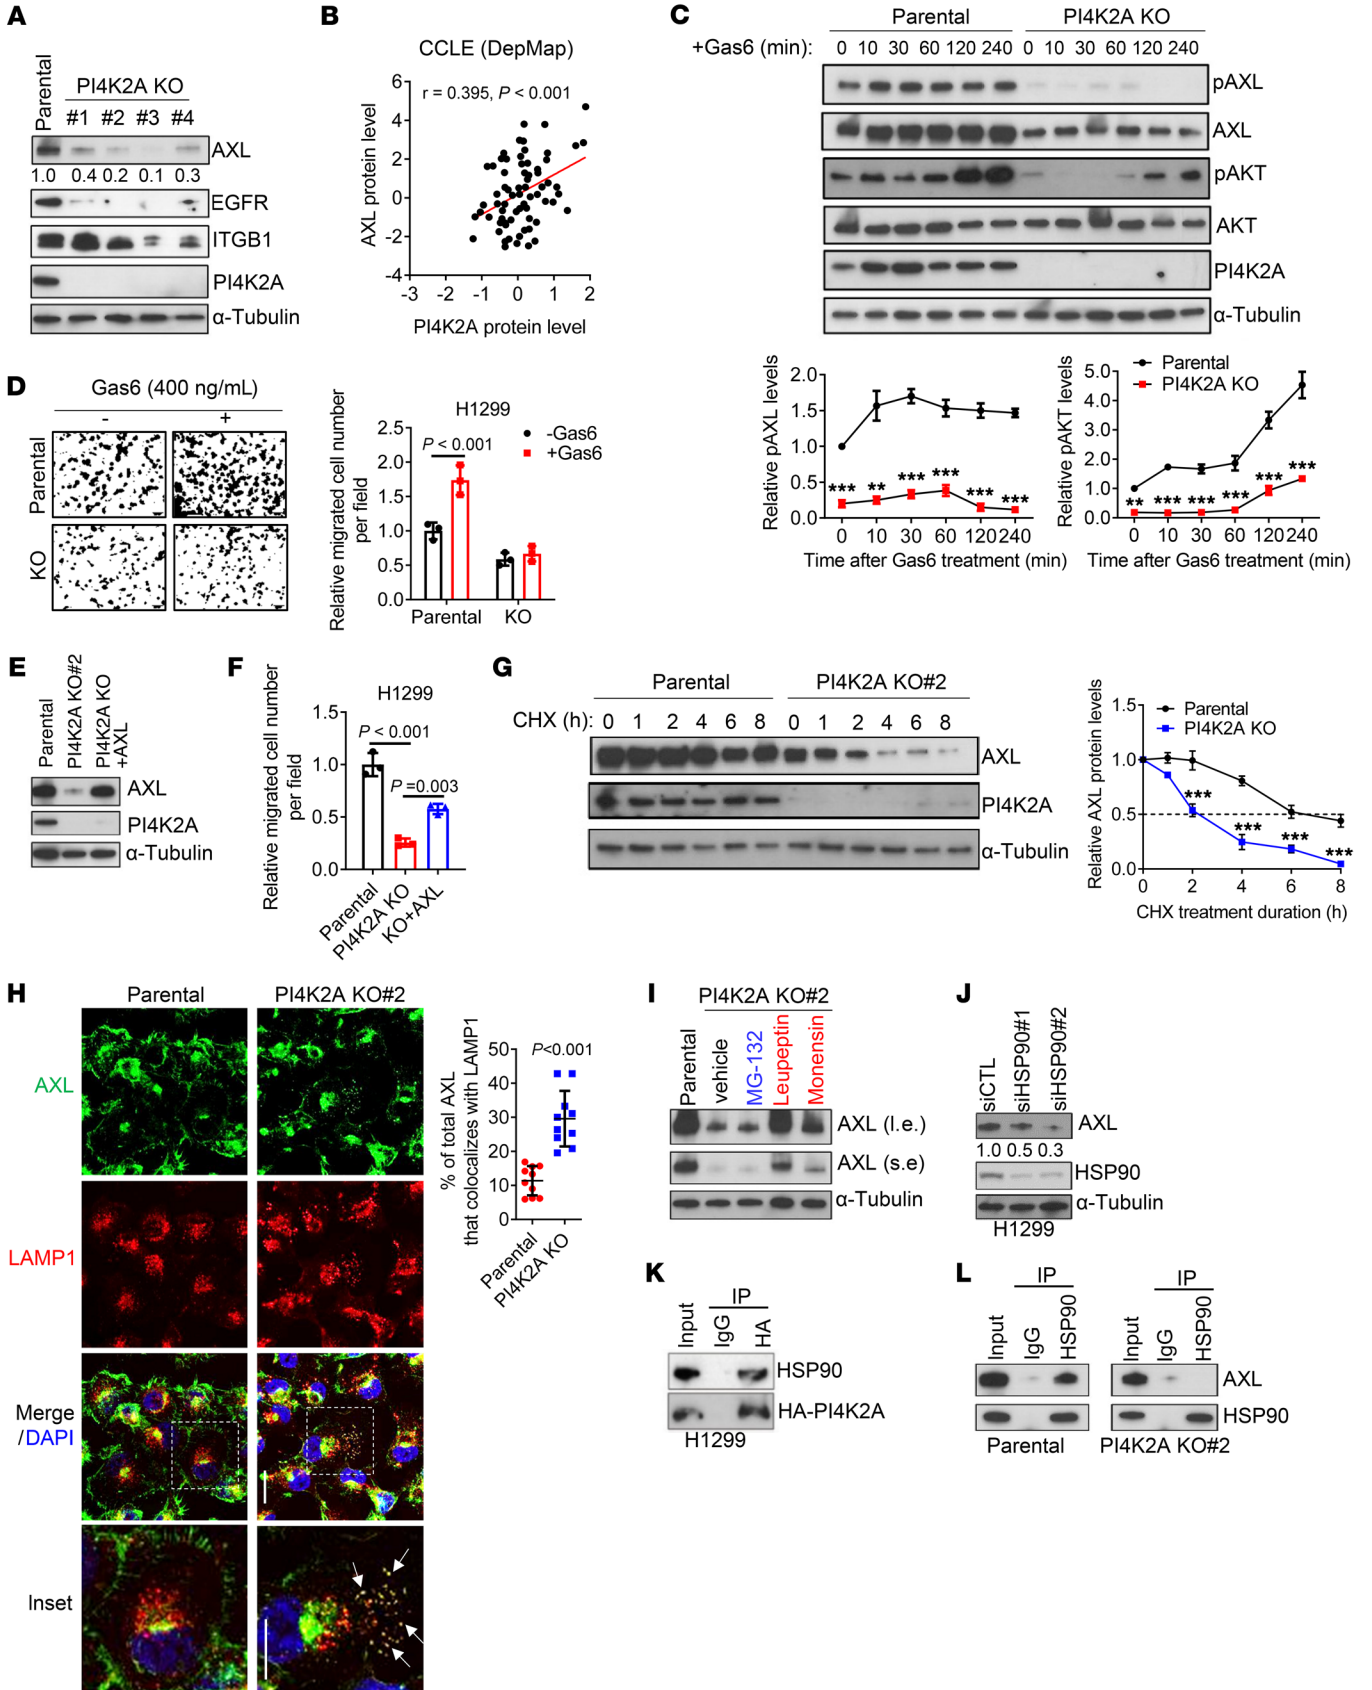 A
Parental
PI4K2A KO
#1 #2 #3 #4
AXL
1.0 0.4 0.2 0.1 0.3
EGFR
ITGB1
PI4K2A
α-Tubulin
B
CCLE (DepMap)
r = 0.395, P < 0.001
AXL protein level
6
4
2
0
-2
-4
-3 -2 -1 0 1 2
PI4K2A protein level
C
Parental PI4K2A KO
+Gas6 (min): 0 10 30 60 120 240 0 10 30 60 120 240
pAXL
AXL
pAKT
AKT
PI4K2A
α-Tubulin
Relative pAXL levels
2.0
1.5
1.0
0.5
0.0
*** ** *** *** *** ***
0 10 30 60 120 240
Time after Gas6 treatment (min)
Parental
PI4K2A KO
Relative pAKT levels
5.0
4.0
3.0
2.0
1.0
0.0
** *** *** *** *** ***
0 10 30 60 120 240
Time after Gas6 treatment (min)
D
Gas6 (400 ng/mL)
- +
Parental
KO
H1299
Relative migrated cell number
per field
2.5
2.0
1.5
1.0
0.5
0.0
P < 0.001
-Gas6
+Gas6
Parental KO
E
Parental
PI4K2A KO#2
PI4K2A KO
+AXL
AXL
PI4K2A
α-Tubulin
F
H1299
Relative migrated cell number
per field
1.5
1.0
0.5
0.0
P < 0.001
P =0.003
Parental
PI4K2A KO
KO+AXL
G
Parental PI4K2A KO#2
CHX (h): 0 1 2 4 6 8 0 1 2 4 6 8
AXL
PI4K2A
α-Tubulin
Relative AXL protein levels
1.5
1.0
0.5
0.0
Parental
PI4K2A KO
*** *** *** ***
0 2 4 6 8
CHX treatment duration (h)
H
Parental PI4K2A KO#2
AXL
LAMP1
Merge
/DAPI
Inset
% of total AXL
that colocalizes with LAMP1
50
40
30
20
10
0
P<0.001
Parental
PI4K2A KO
I
PI4K2A KO#2
Parental
vehicle
MG-132
Leupeptin
Monensin
AXL (l.e.)
AXL (s.e)
α-Tubulin
J
siCTL
siHSP90#1
siHSP90#2
AXL
1.0 0.5 0.3
HSP90
α-Tubulin
H1299
K
IP
Input
IgG
HA
HSP90
HA-PI4K2A
H1299
L
IP IP
Input
IgG
HSP90
Input
IgG
HSP90
AXL
HSP90
Parental PI4K2A KO#2